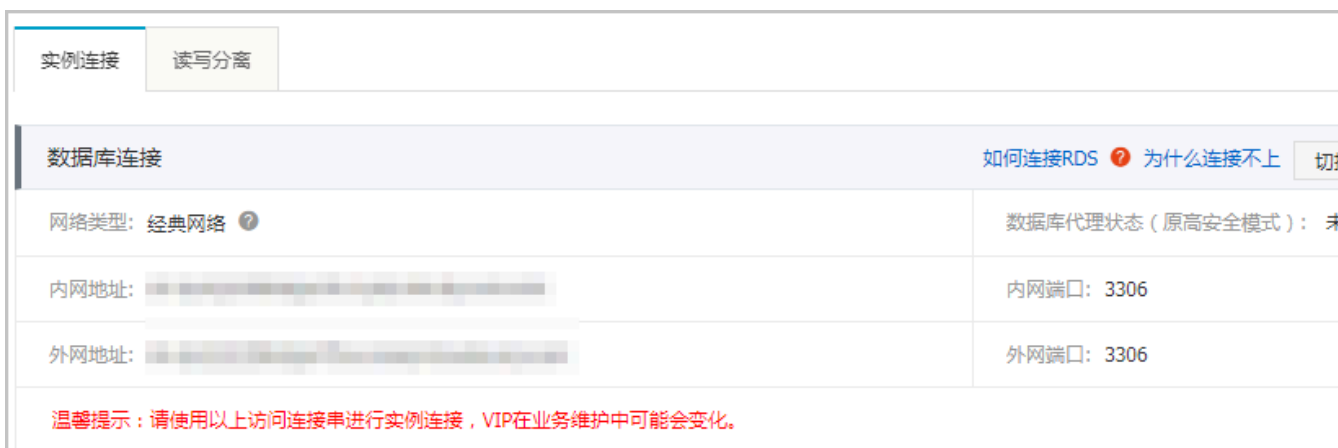 实例连接 读写分离
数据库连接 如何连接RDS ? 为什么连接不上
网络类型: 经典网络 ? 数据库代理状态(原高安全模式):
内网地址: 内网端口: 3306
外网地址: 外网端口: 3306
温馨提示:请使用以上访问连接串进行实例连接,VIP在业务维护中可能会变化。